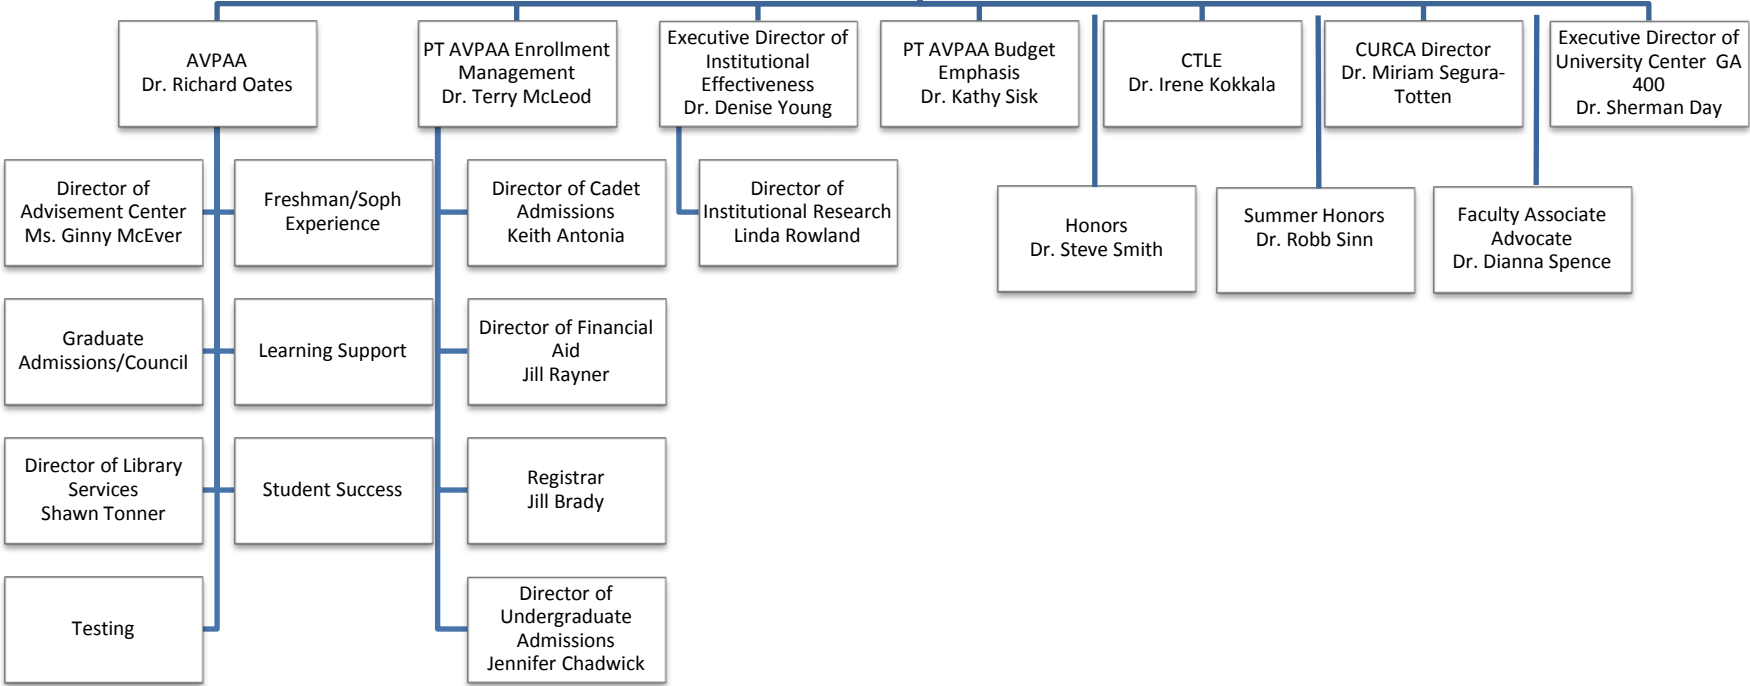 AVPAA
Dr. Richard Oates
PT AVPAA Enrollment
Management
Dr. Terry McLeod
Executive Director of
Institutional
Effectiveness
Dr. Denise Young
PT AVPAA Budget
Emphasis
Dr. Kathy Sisk
CTLE
Dr. Irene Kokkala
CURCA Director
Dr. Miriam Segura-
Totten
Executive Director of
University Center GA
400
Dr. Sherman Day
Director of
Advisement Center
Ms. Ginny McEver
Freshman/Soph
Experience
Director of Cadet
Admissions
Keith Antonia
Director of
Institutional Research
Linda Rowland
Honors
Dr. Steve Smith
Summer Honors
Dr. Robb Sinn
Faculty Associate
Advocate
Dr. Dianna Spence
Graduate
Admissions/Council
Learning Support
Director of Financial
Aid
Jill Rayner
Director of Library
Services
Shawn Tonner
Student Success
Registrar
Jill Brady
Testing
Director of
Undergraduate
Admissions
Jennifer Chadwick